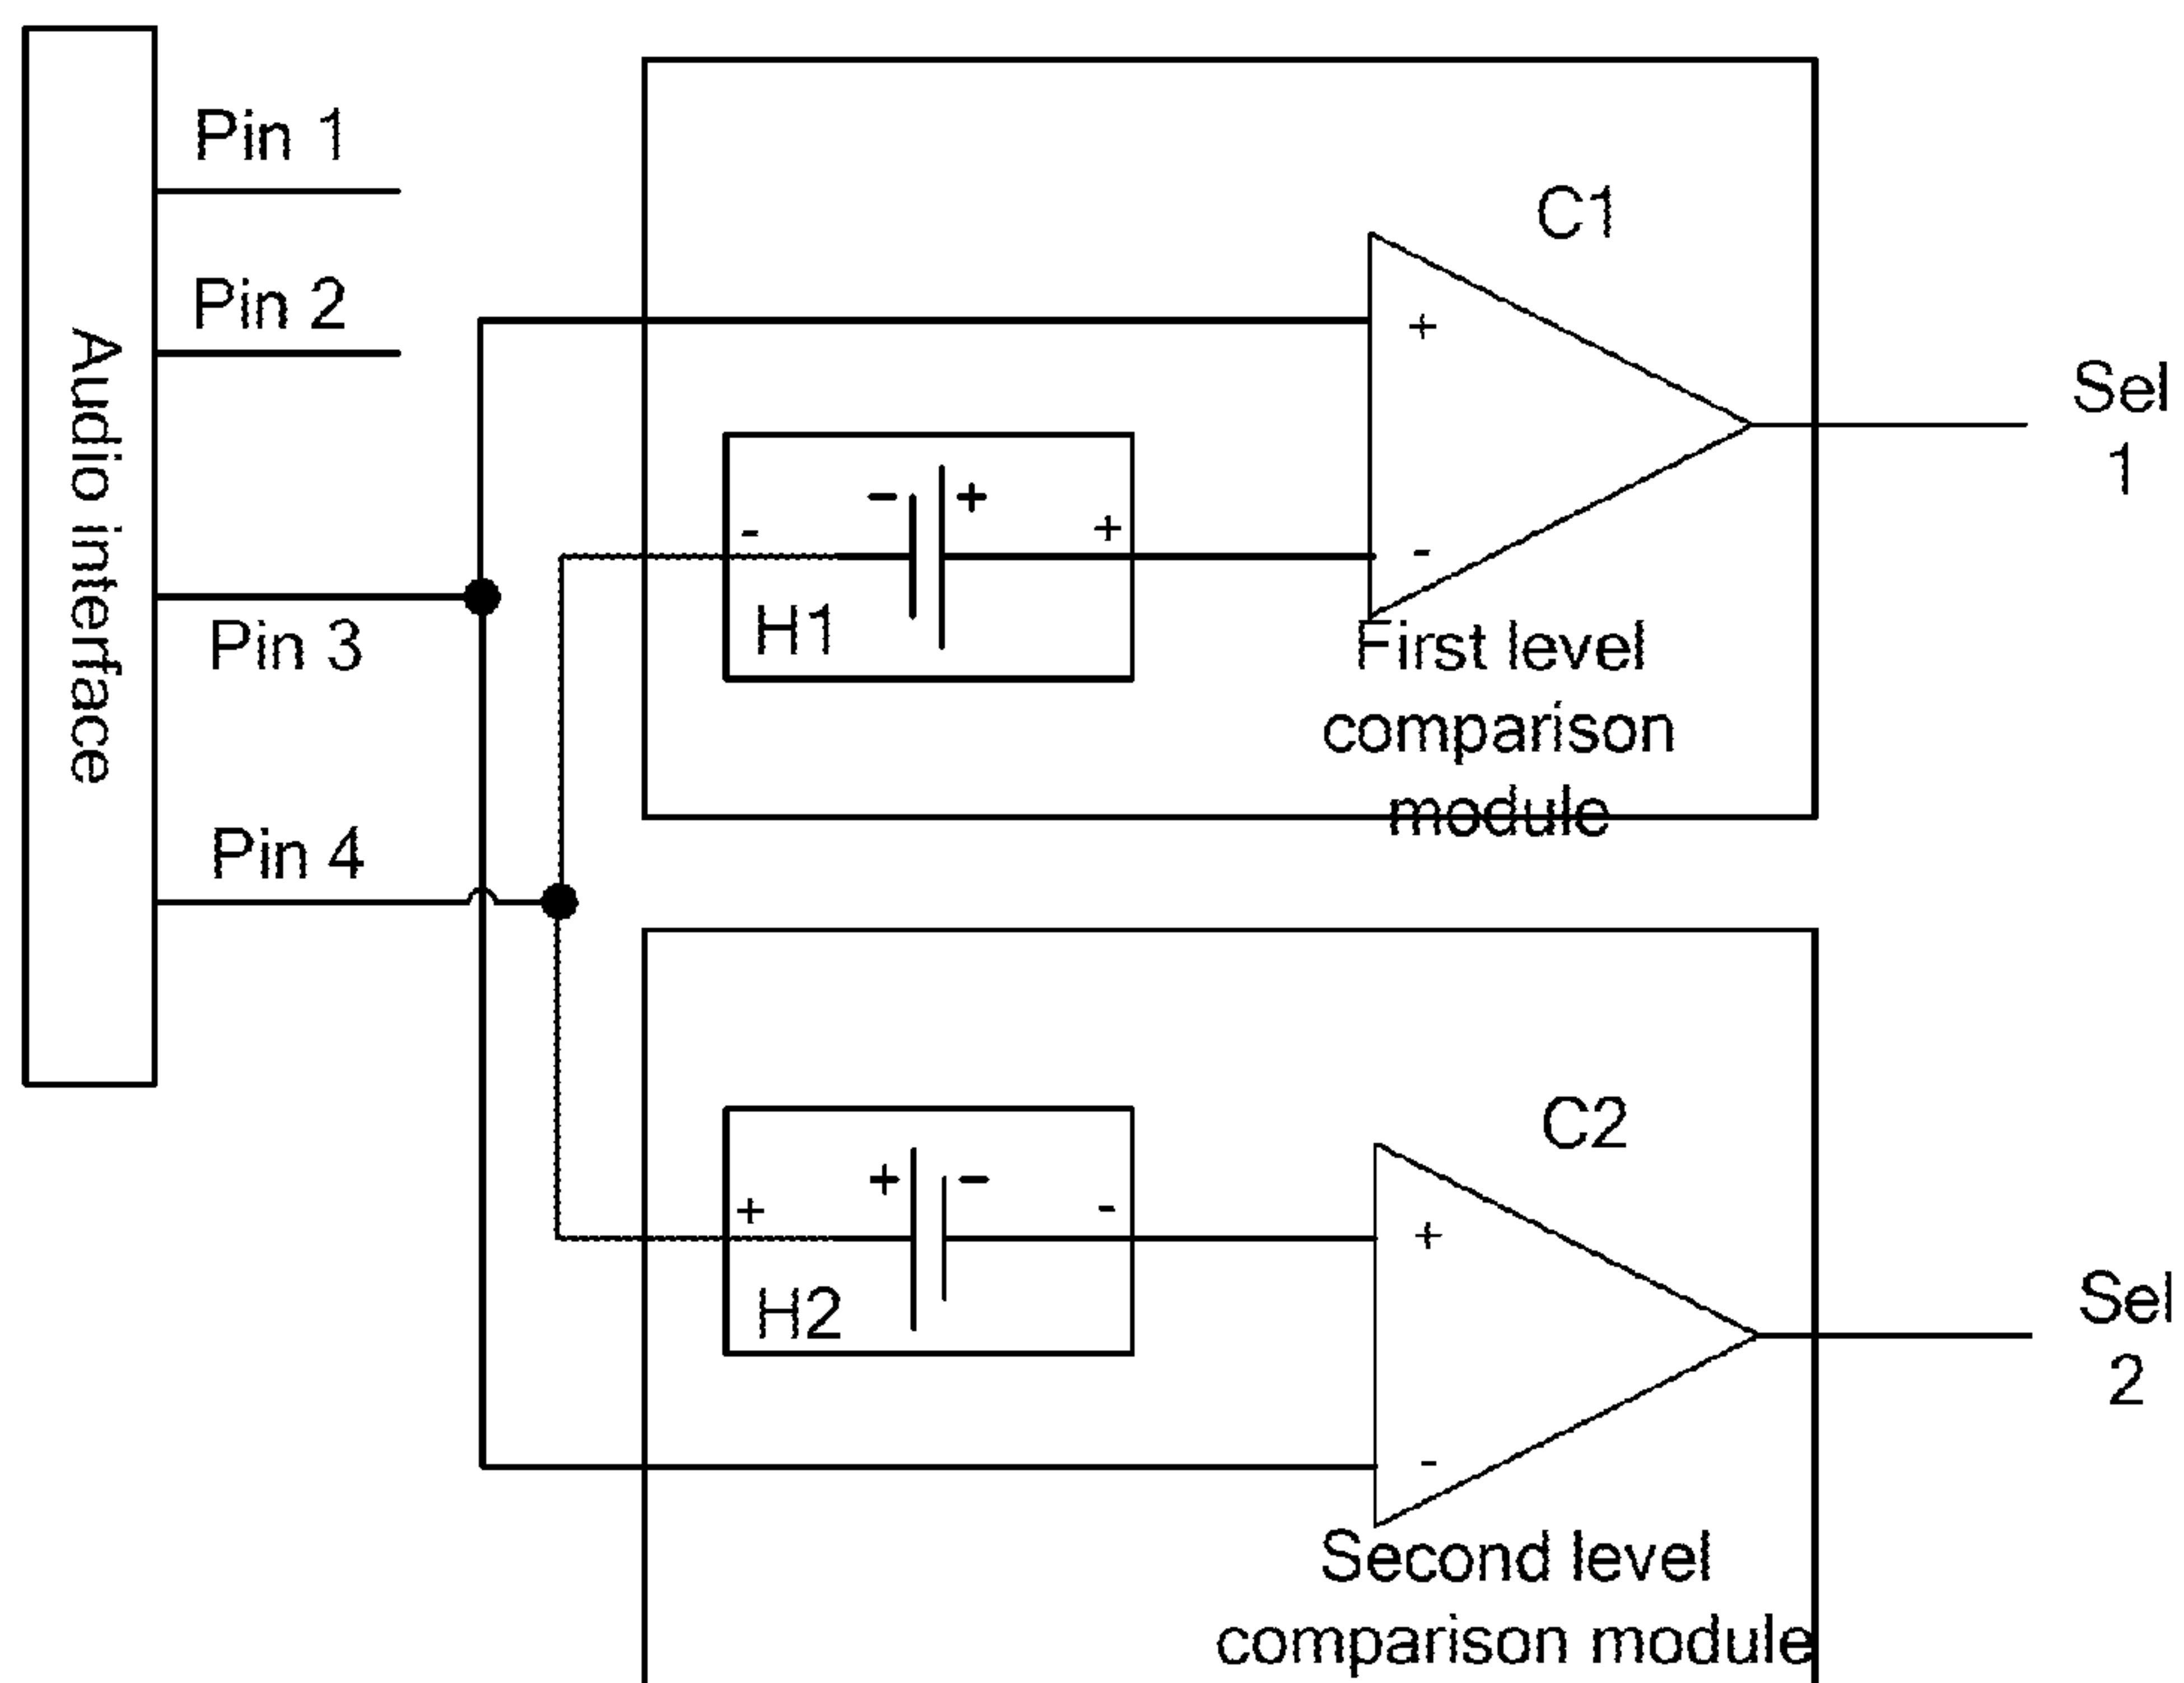 Audio interface
Pin 1
Pin 2
Pin 3
Pin 4
C1
+
-
- +
- +
H1
First level
comparison
module
Sel
1
C2
+
-
+ -
+ -
H2
Second level
comparison module
Sel
2